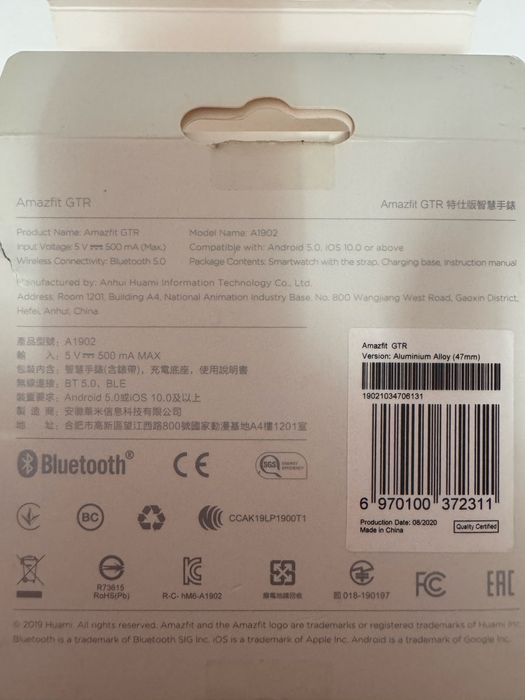 Amazfit GTR
Amazfit GTR 特仕版智慧手錶
Product Name: Amazfit GTR
Model Name: A1902
Input Voltage: 5 V 500 mA (Max.)
Compatible with: Android 5.0, iOS 10.0 or above
Wireless Connectivity: Bluetooth 5.0
Package Contents: Smartwatch with the strap, Charging base, Instruction manual
Manufactured by: Anhui Huami Information Technology Co., Ltd.
Address: Room 1201, Building A4, National Animation Industry Base, No. 800 Wangjiang West Road, Gaoxin District,
Hefei, Anhui, China
產品型號: A1902
輸 入: 5 V 500 mA MAX
包裝內含: 智慧手錶(含錶帶), 充電底座, 使用說明書
無線連接: BT 5.0, BLE
裝置要求: Android 5.0或iOS 10.0及以上
製 造 商: 安徽華米信息科技有限公司
地 址: 合肥市高新區望江西路800號國家動漫基地A4樓1201室
Amazfit GTR
Version: Aluminium Alloy (47mm)
19021034706131
6 970100 372311
Production Date: 08/2020
Made in China
Quality Certified
Bluetooth®
CE
SGS ENERGY EFFICIENCY
BC
CCAK19LP1900T1
R73615
RoHS(Pb)
R-C- hM6-A1902
廢電池請回收
018-190197
FC
EAC
© 2019 Huami. All rights reserved. Amazfit and the Amazfit logo are trademarks or registered trademarks of Huami Inc.
Bluetooth is a trademark of Bluetooth SIG Inc. iOS is a trademark of Apple Inc. Android is a trademark of Google Inc.